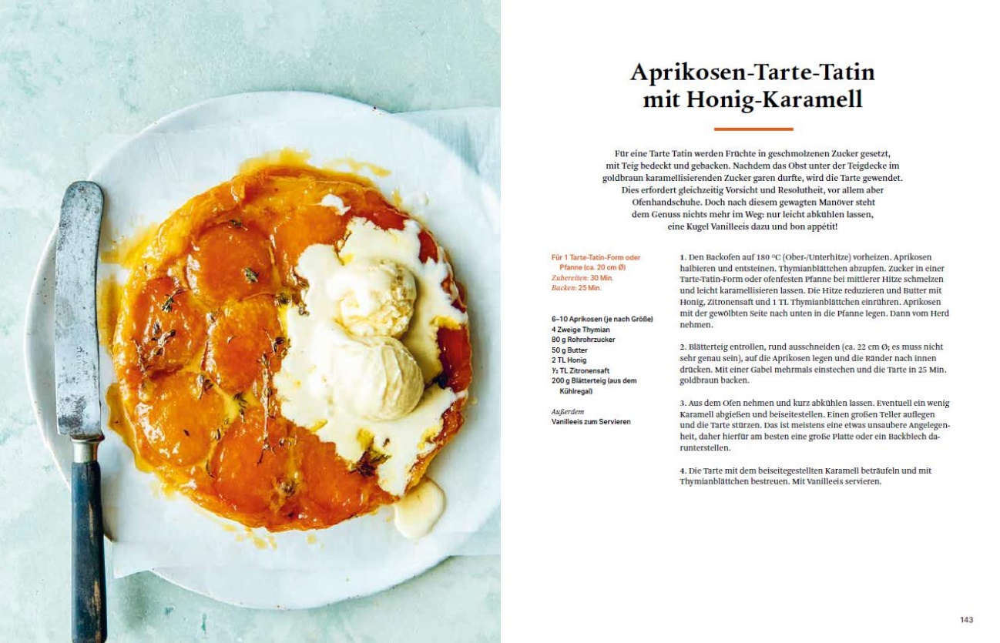 Aprikosen-Tarte-Tatin
mit Honig-Karamell
Für eine Tarte Tatin werden Früchte in geschmolzenen Zucker gesetzt,
mit Teig bedeckt und gebacken. Nachdem das Obst unter der Teigdecke im
goldbraun karamellisierenden Zucker garen durfte, wird die Tarte gewendet.
Dies erfordert gleichzeitig Vorsicht und Resolutheit, vor allem aber
Ofenhandschuhe. Doch nach diesem gewagten Manöver steht
dem Genuss nichts mehr im Weg: nur leicht abkühlen lassen,
eine Kugel Vanilleeis dazu und bon appétit!
Für 1 Tarte-Tatin-Form oder
Pfanne (ca. 20 cm Ø)
Zubereiten: 30 Min.
Backen: 25 Min.
6–10 Aprikosen (je nach Größe)
4 Zweige Thymian
80 g Rohrohrzucker
50 g Butter
2 TL Honig
½ TL Zitronensaft
200 g Blätterteig (aus dem
Kühlregal)
Außerdem
Vanilleeis zum Servieren
1. Den Backofen auf 180 °C (Ober-/Unterhitze) vorheizen. Aprikosen
halbieren und entsteinen. Thymianblättchen abzupfen. Zucker in einer
Tarte-Tatin-Form oder ofenfesten Pfanne bei mittlerer Hitze schmelzen
und leicht karamellisieren lassen. Die Hitze reduzieren und Butter mit
Honig, Zitronensaft und 1 TL Thymianblättchen einrühren. Aprikosen
mit der gewölbten Seite nach unten in die Pfanne legen. Dann vom Herd
nehmen.
2. Blätterteig entrollen, rund ausschneiden (ca. 22 cm Ø; es muss nicht
sehr genau sein), auf die Aprikosen legen und die Ränder nach innen
drücken. Mit einer Gabel mehrmals einstechen und die Tarte in 25 Min.
goldbraun backen.
3. Aus dem Ofen nehmen und kurz abkühlen lassen. Eventuell ein wenig
Karamell abgießen und beiseitestellen. Einen großen Teller auflegen
und die Tarte stürzen. Das ist meistens eine etwas unsaubere Angelegen-
heit, daher hierfür am besten eine große Platte oder ein Backblech da-
runterstellen.
4. Die Tarte mit dem beiseitegestellten Karamell beträufeln und mit
Thymianblättchen bestreuen. Mit Vanilleeis servieren.
143